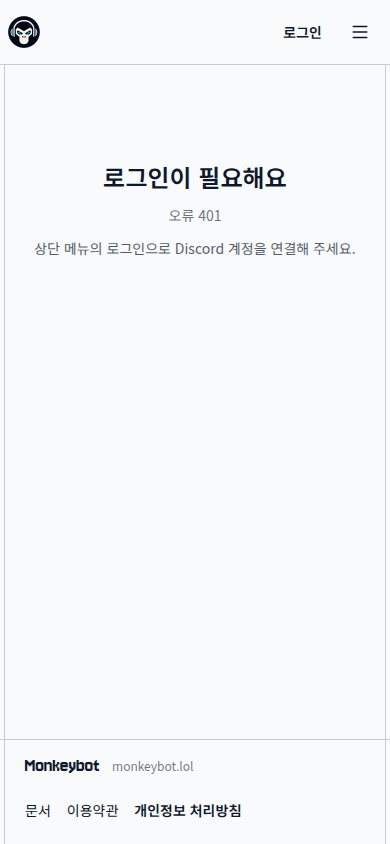 로그인
로그인이 필요해요
오류 401
상단 메뉴의 로그인으로 Discord 계정을 연결해 주세요.
Monkeybot monkeybot.lol
문서 이용약관 개인정보 처리방침